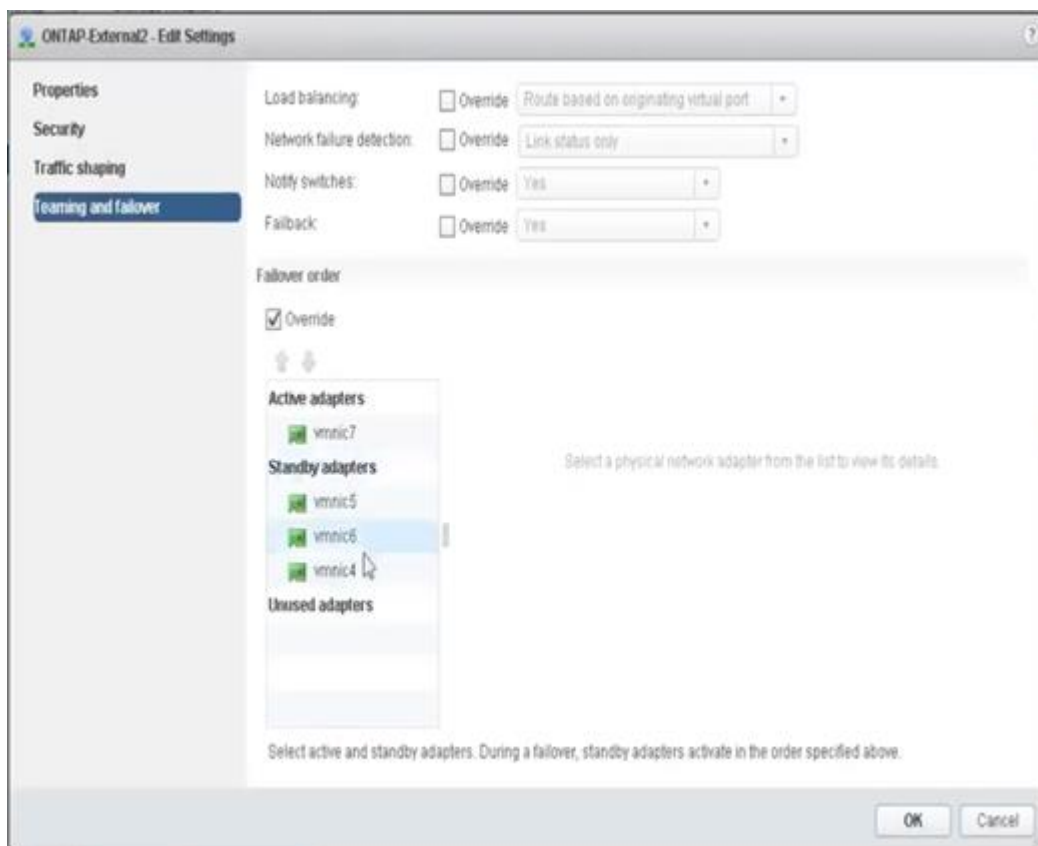 ONTAP-External2 - Edit Settings
?
Properties
Security
Traffic shaping
Teaming and failover
Load balancing: Override Route based on originating virtual port
Network failure detection: Override Link status only
Notify switches: Override Yes
Failback: Override Yes
Failover order
Override
Active adapters
vmnic7
Standby adapters
vmnic5
vmnic6
vmnic4
Unused adapters
Select a physical network adapter from the list to view its details.
Select active and standby adapters. During a failover, standby adapters activate in the order specified above.
OK Cancel